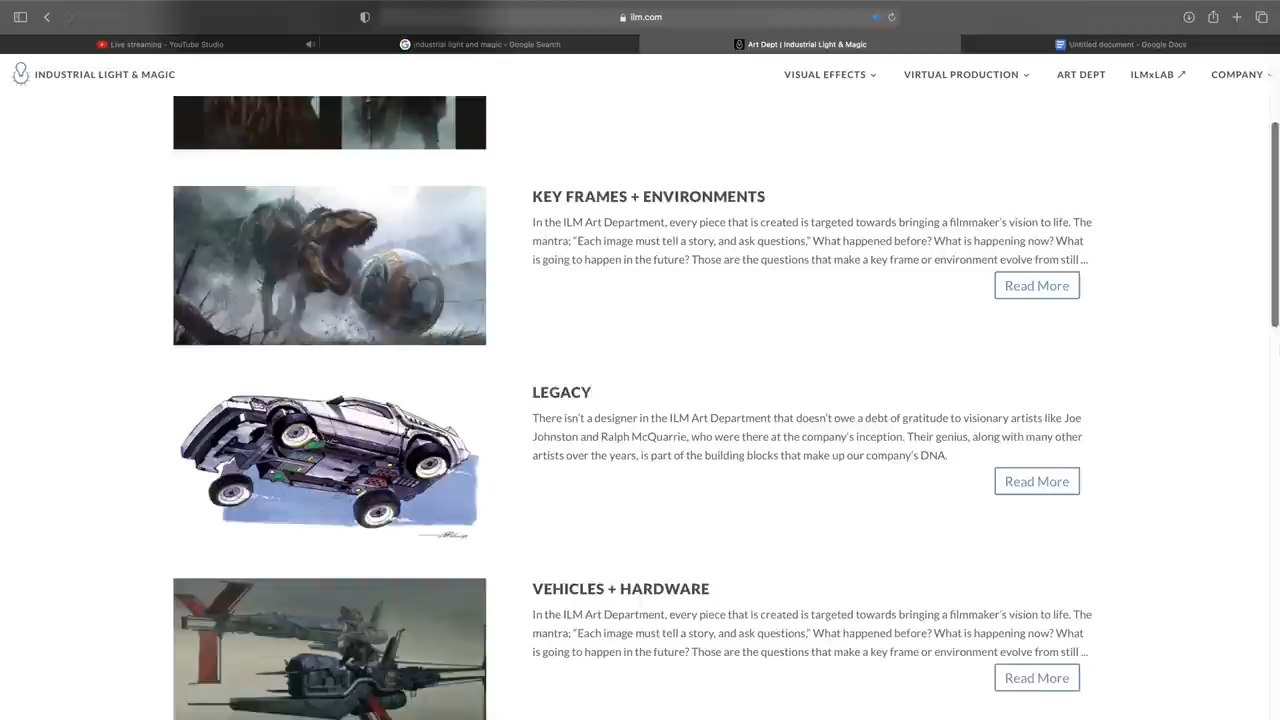 ilm.com
Live streaming - YouTube Studio
industrial light and magic - Google Search
Art Dept | Industrial Light & Magic
Untitled document - Google Docs
INDUSTRIAL LIGHT & MAGIC
VISUAL EFFECTS
VIRTUAL PRODUCTION
ART DEPT
ILMxLAB
COMPANY
KEY FRAMES + ENVIRONMENTS
In the ILM Art Department, every piece that is created is targeted towards bringing a filmmaker's vision to life. The
mantra; "Each image must tell a story, and ask questions," What happened before? What is happening now? What
is going to happen in the future? Those are the questions that make a key frame or environment evolve from still ...
Read More
LEGACY
There isn't a designer in the ILM Art Department that doesn't owe a debt of gratitude to visionary artists like Joe
Johnston and Ralph McQuarrie, who were there at the company's inception. Their genius, along with many other
artists over the years, is part of the building blocks that make up our company's DNA.
Read More
VEHICLES + HARDWARE
In the ILM Art Department, every piece that is created is targeted towards bringing a filmmaker's vision to life. The
mantra; "Each image must tell a story, and ask questions," What happened before? What is happening now? What
is going to happen in the future? Those are the questions that make a key frame or environment evolve from still ...
Read More